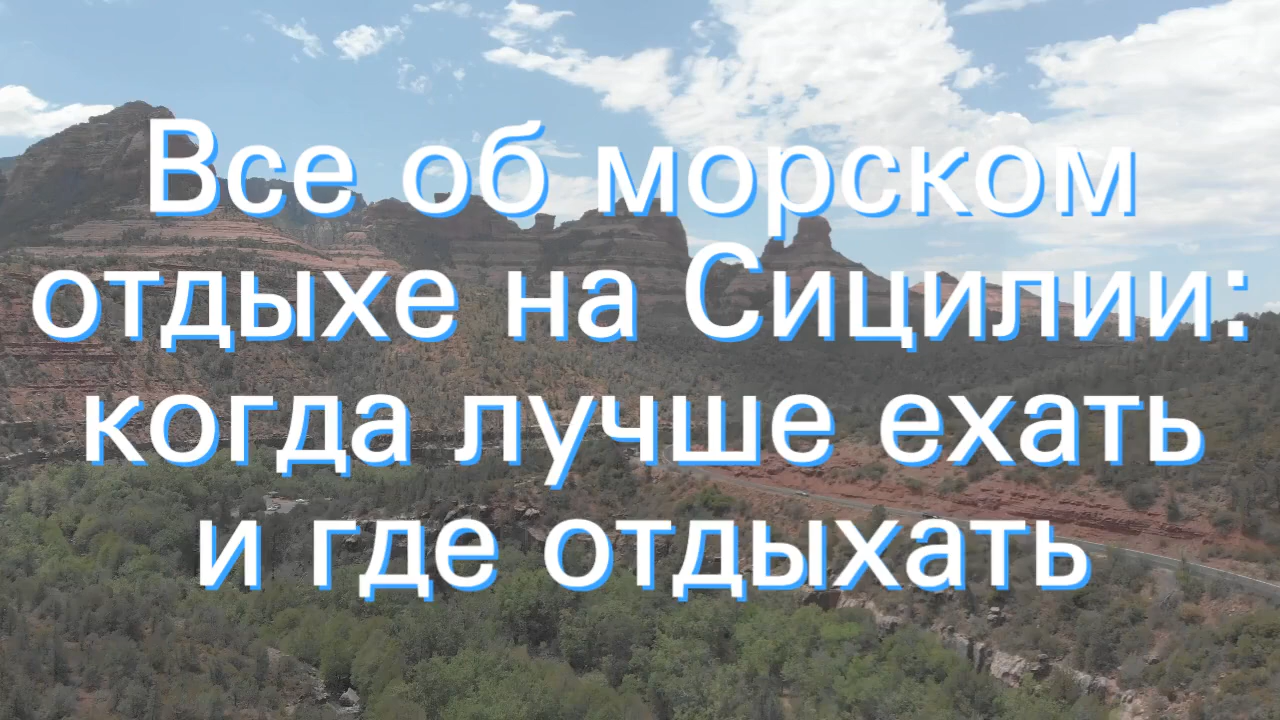 Все об морском
отдыхе на Сицилии:
когда лучше ехать
и где отдыхать